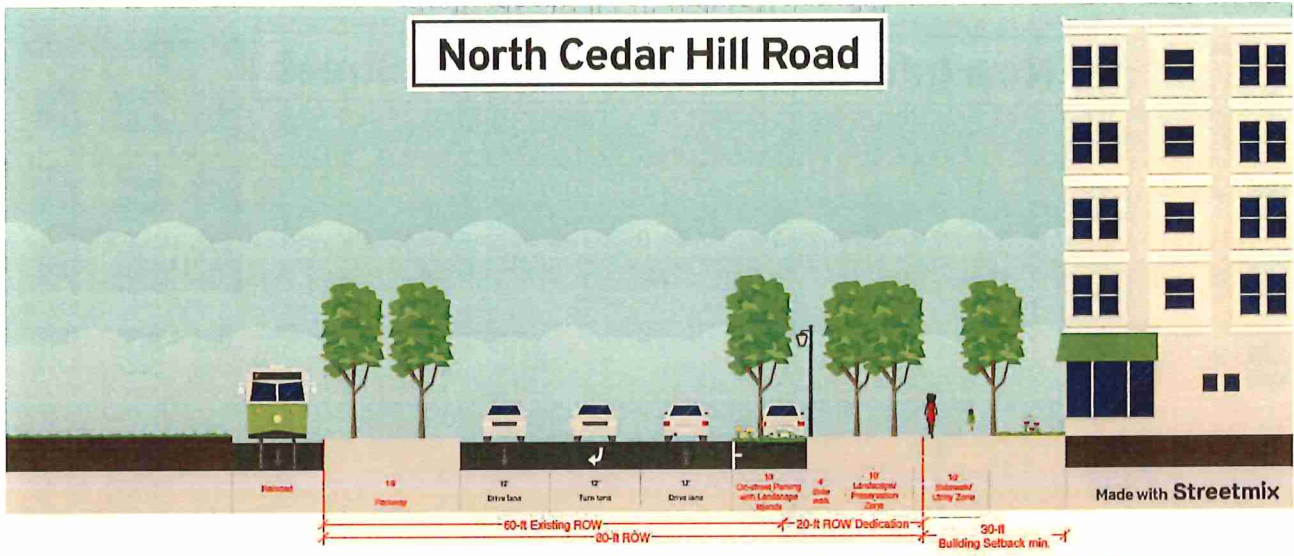 North Cedar Hill Road
Railroad
Parkway
12'
Drive lane
12'
Turn lane
12'
Drive lane
10'
On-street Parking
with Landscape
Islands
Side
walk
10'
Landscape/
Preservation
Zone
10'
Sidewalk/
Utility Zone
Made with Streetmix
60-ft Existing ROW
20-ft ROW Dedication
80-ft ROW
30-ft
Building Setback min.